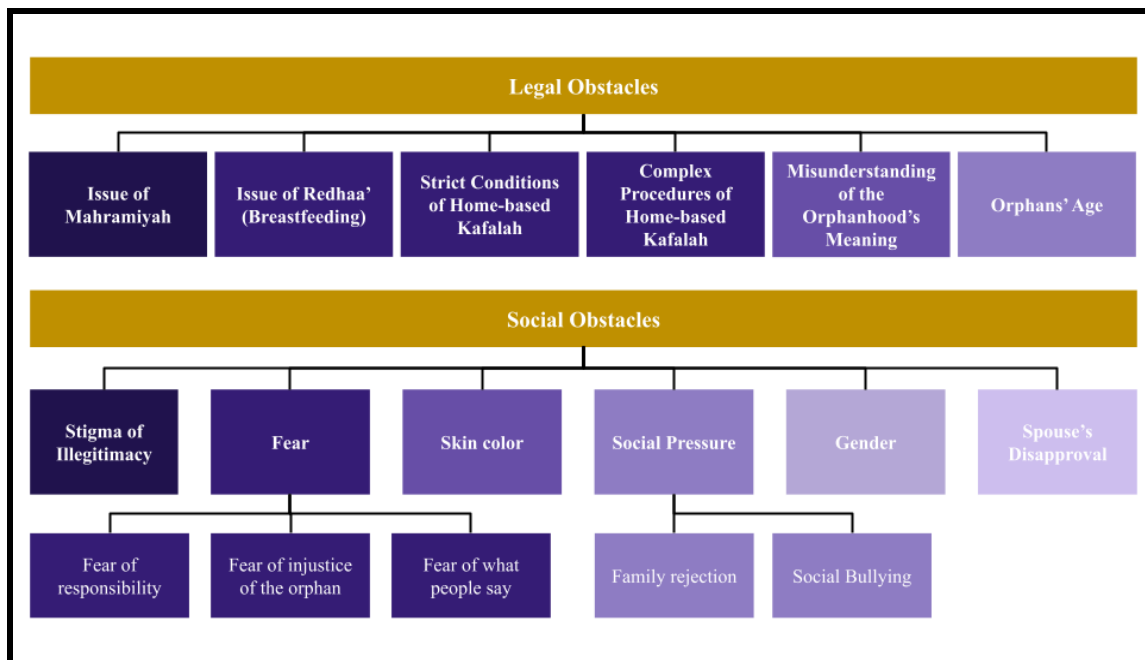 Legal Obstacles
Issue of
Mahramiyah
Issue of Redhaa’
(Breastfeeding)
Strict Conditions
of Home-based
Kafalah
Complex
Procedures of
Home-based
Kafalah
Misunderstanding
of the
Orphanhood’s
Meaning
Orphans’ Age
Social Obstacles
Stigma of
Illegitimacy
Fear
Skin color
Social Pressure
Gender
Spouse’s
Disapproval
Fear of
responsibility
Fear of injustice
of the orphan
Fear of what
people say
Family rejection
Social Bullying